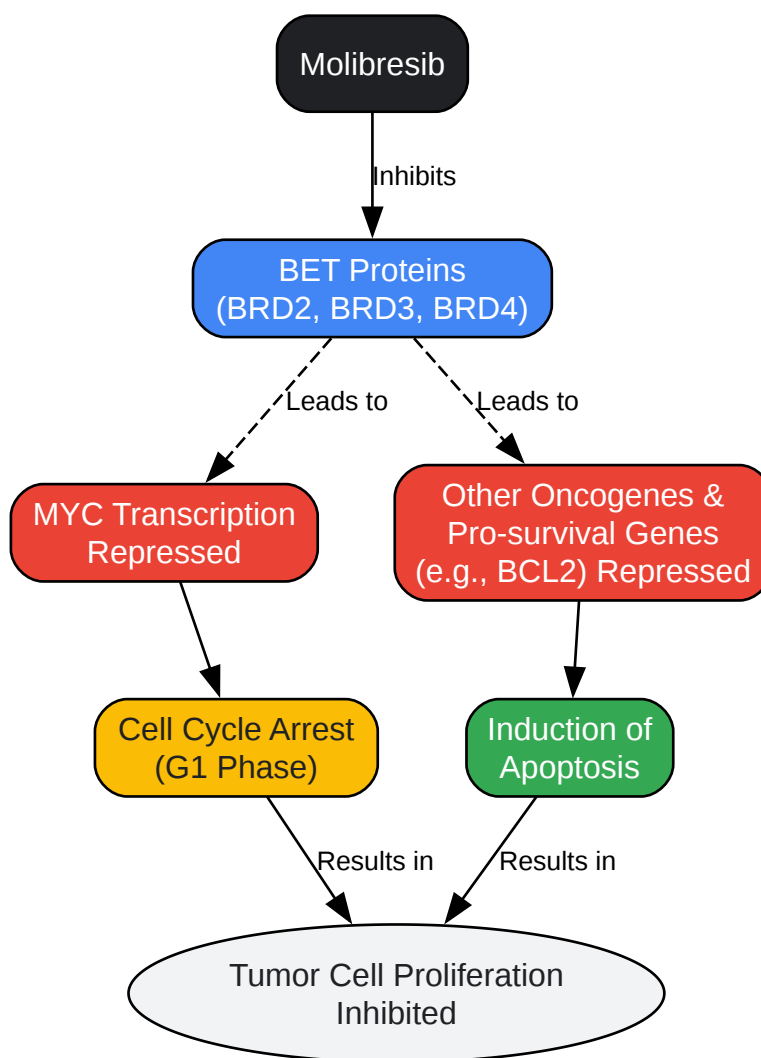 Molibresib
Inhibits
BET Proteins
(BRD2, BRD3, BRD4)
Leads to
Leads to
MYC Transcription
Repressed
Other Oncogenes &
Pro-survival Genes
(e.g., BCL2) Repressed
Cell Cycle Arrest
(G1 Phase)
Induction of
Apoptosis
Results in
Results in
Tumor Cell Proliferation
Inhibited